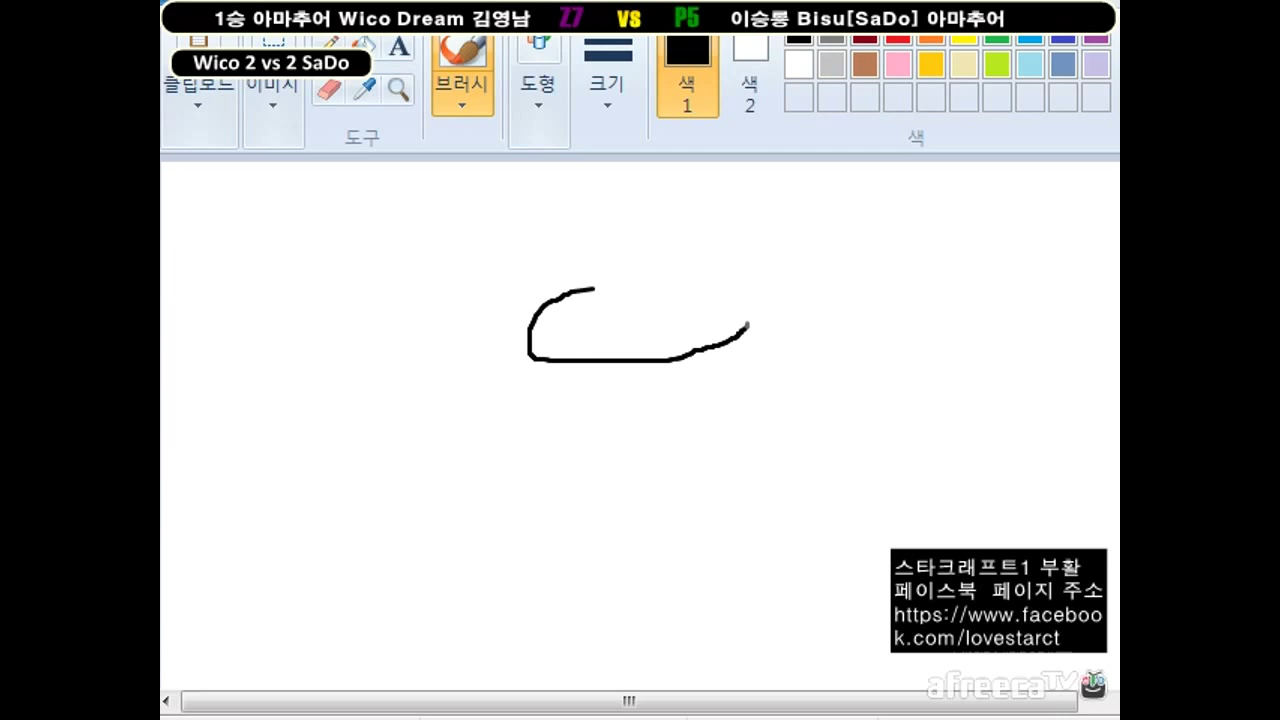 1승 아마추어 Wico Dream 김영남 Z7 vs P5 이승룡 Bisu[SaDo] 아마추어
Wico 2 vs 2 SaDo
A
클립보드 이미지 브러시 도형 크기 색 색
1 2
도구 색
스타크래프트1 부활
페이스북 페이지 주소
https://www.faceboo
k.com/lovestarct
afreecaTV